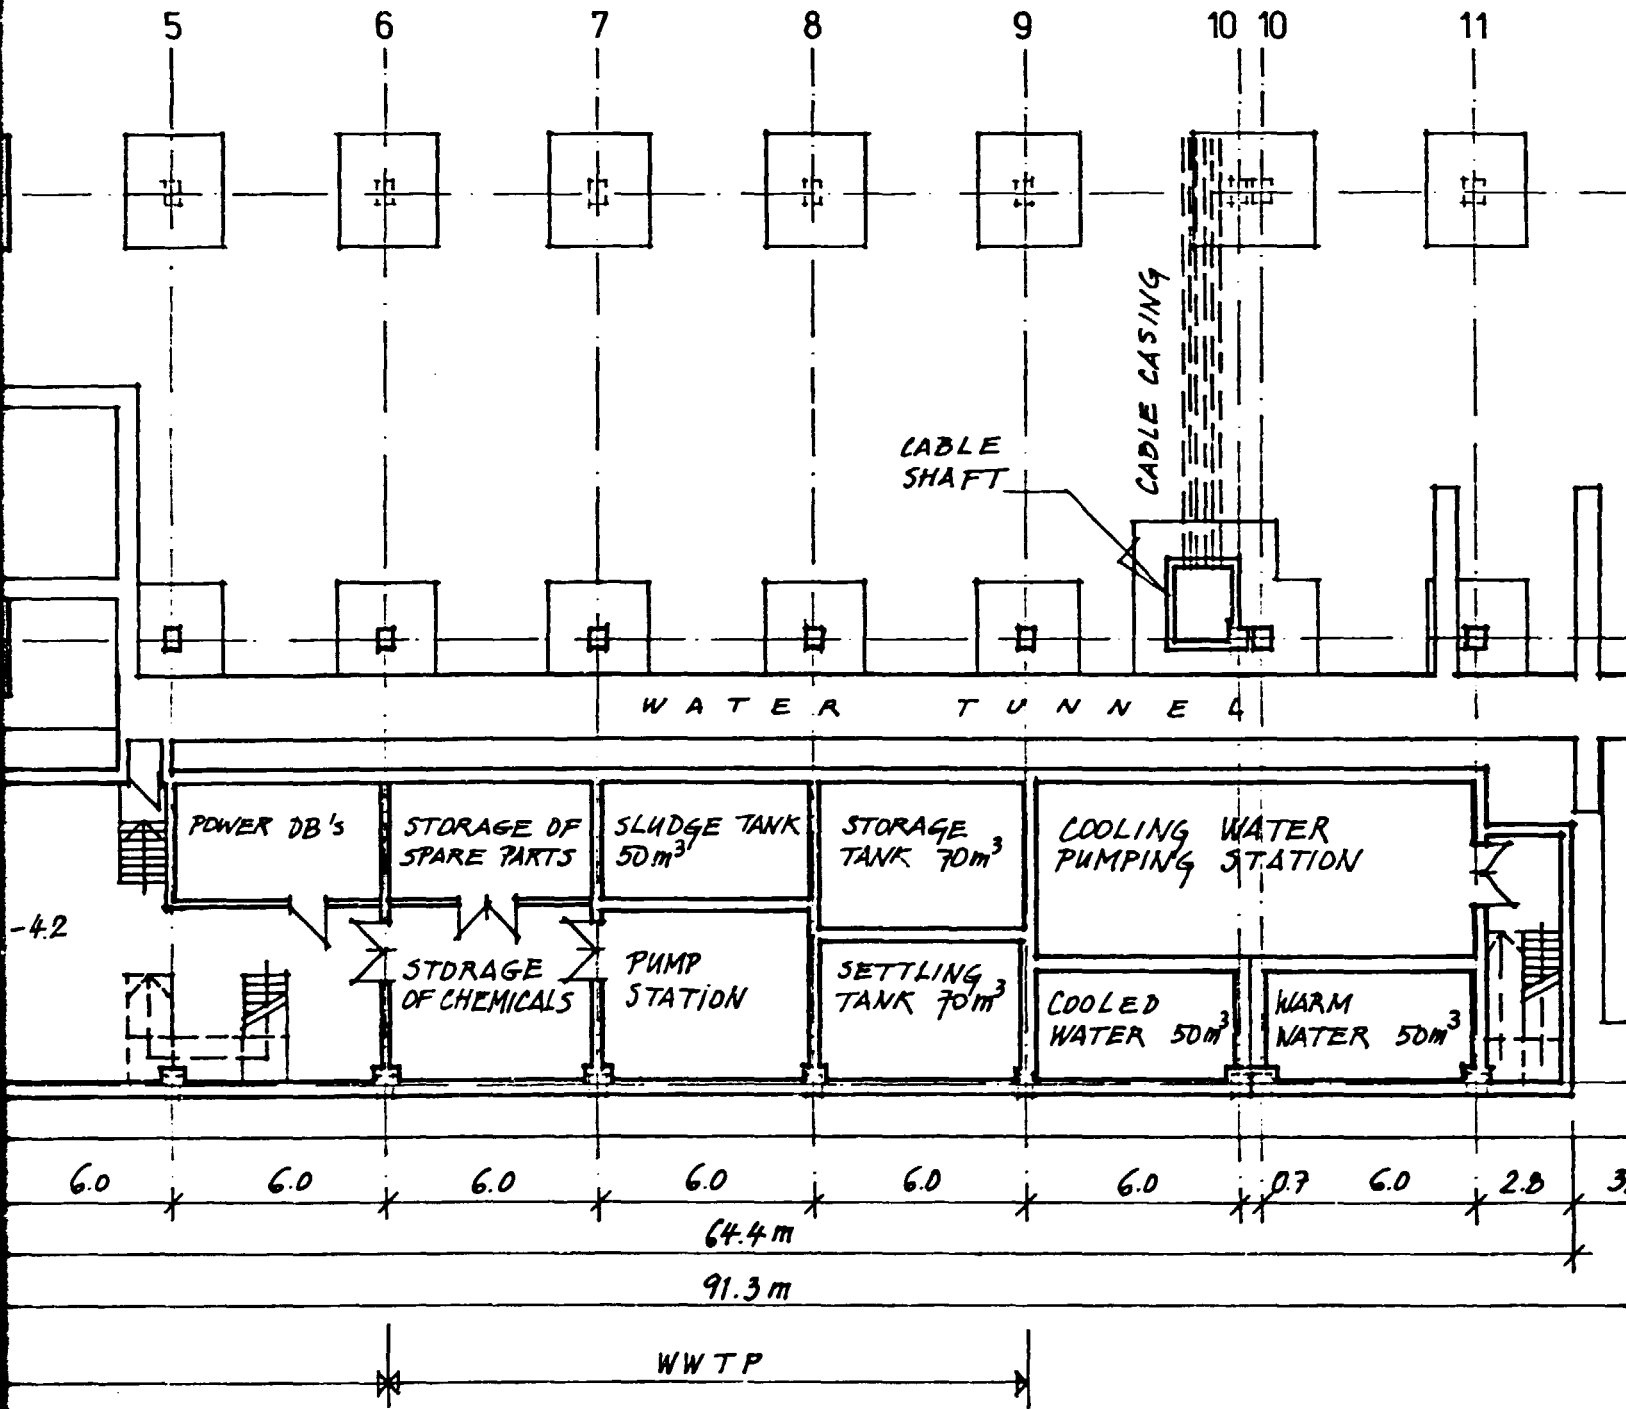 5 6 7 8 9 10 10 11
CABLE CASING
CABLE
SHAFT
WATER TUNNEL
POWER DB's
STORAGE OF
SPARE PARTS
SLUDGE TANK
50m³
STORAGE
TANK 70m³
COOLING WATER
PUMPING STATION
-4.2
STORAGE
OF CHEMICALS
PUMP
STATION
SETTLING
TANK 70m³
COOLED
WATER 50m³
WARM
WATER 50m³
6.0 6.0 6.0 6.0 6.0 6.0 0.7 6.0 2.8
64.4 m
91.3 m
WWTP